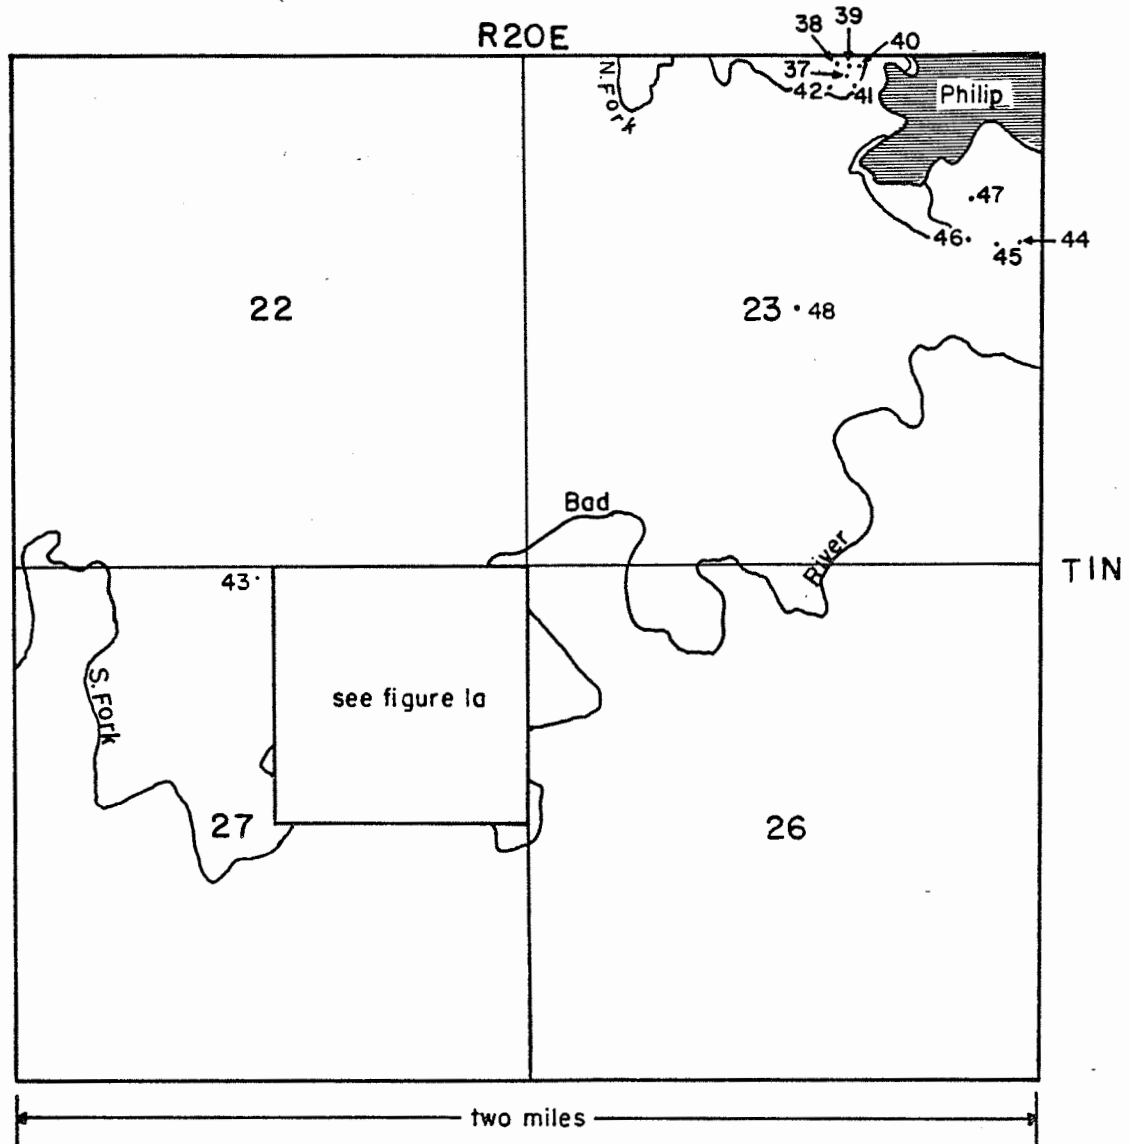 R20E
38
39
40
37
42
41
N. Fork
Philip
47
46
44
45
22
23
48
Bad
River
T1N
43
S. Fork
see figure 1a
27
26
two miles